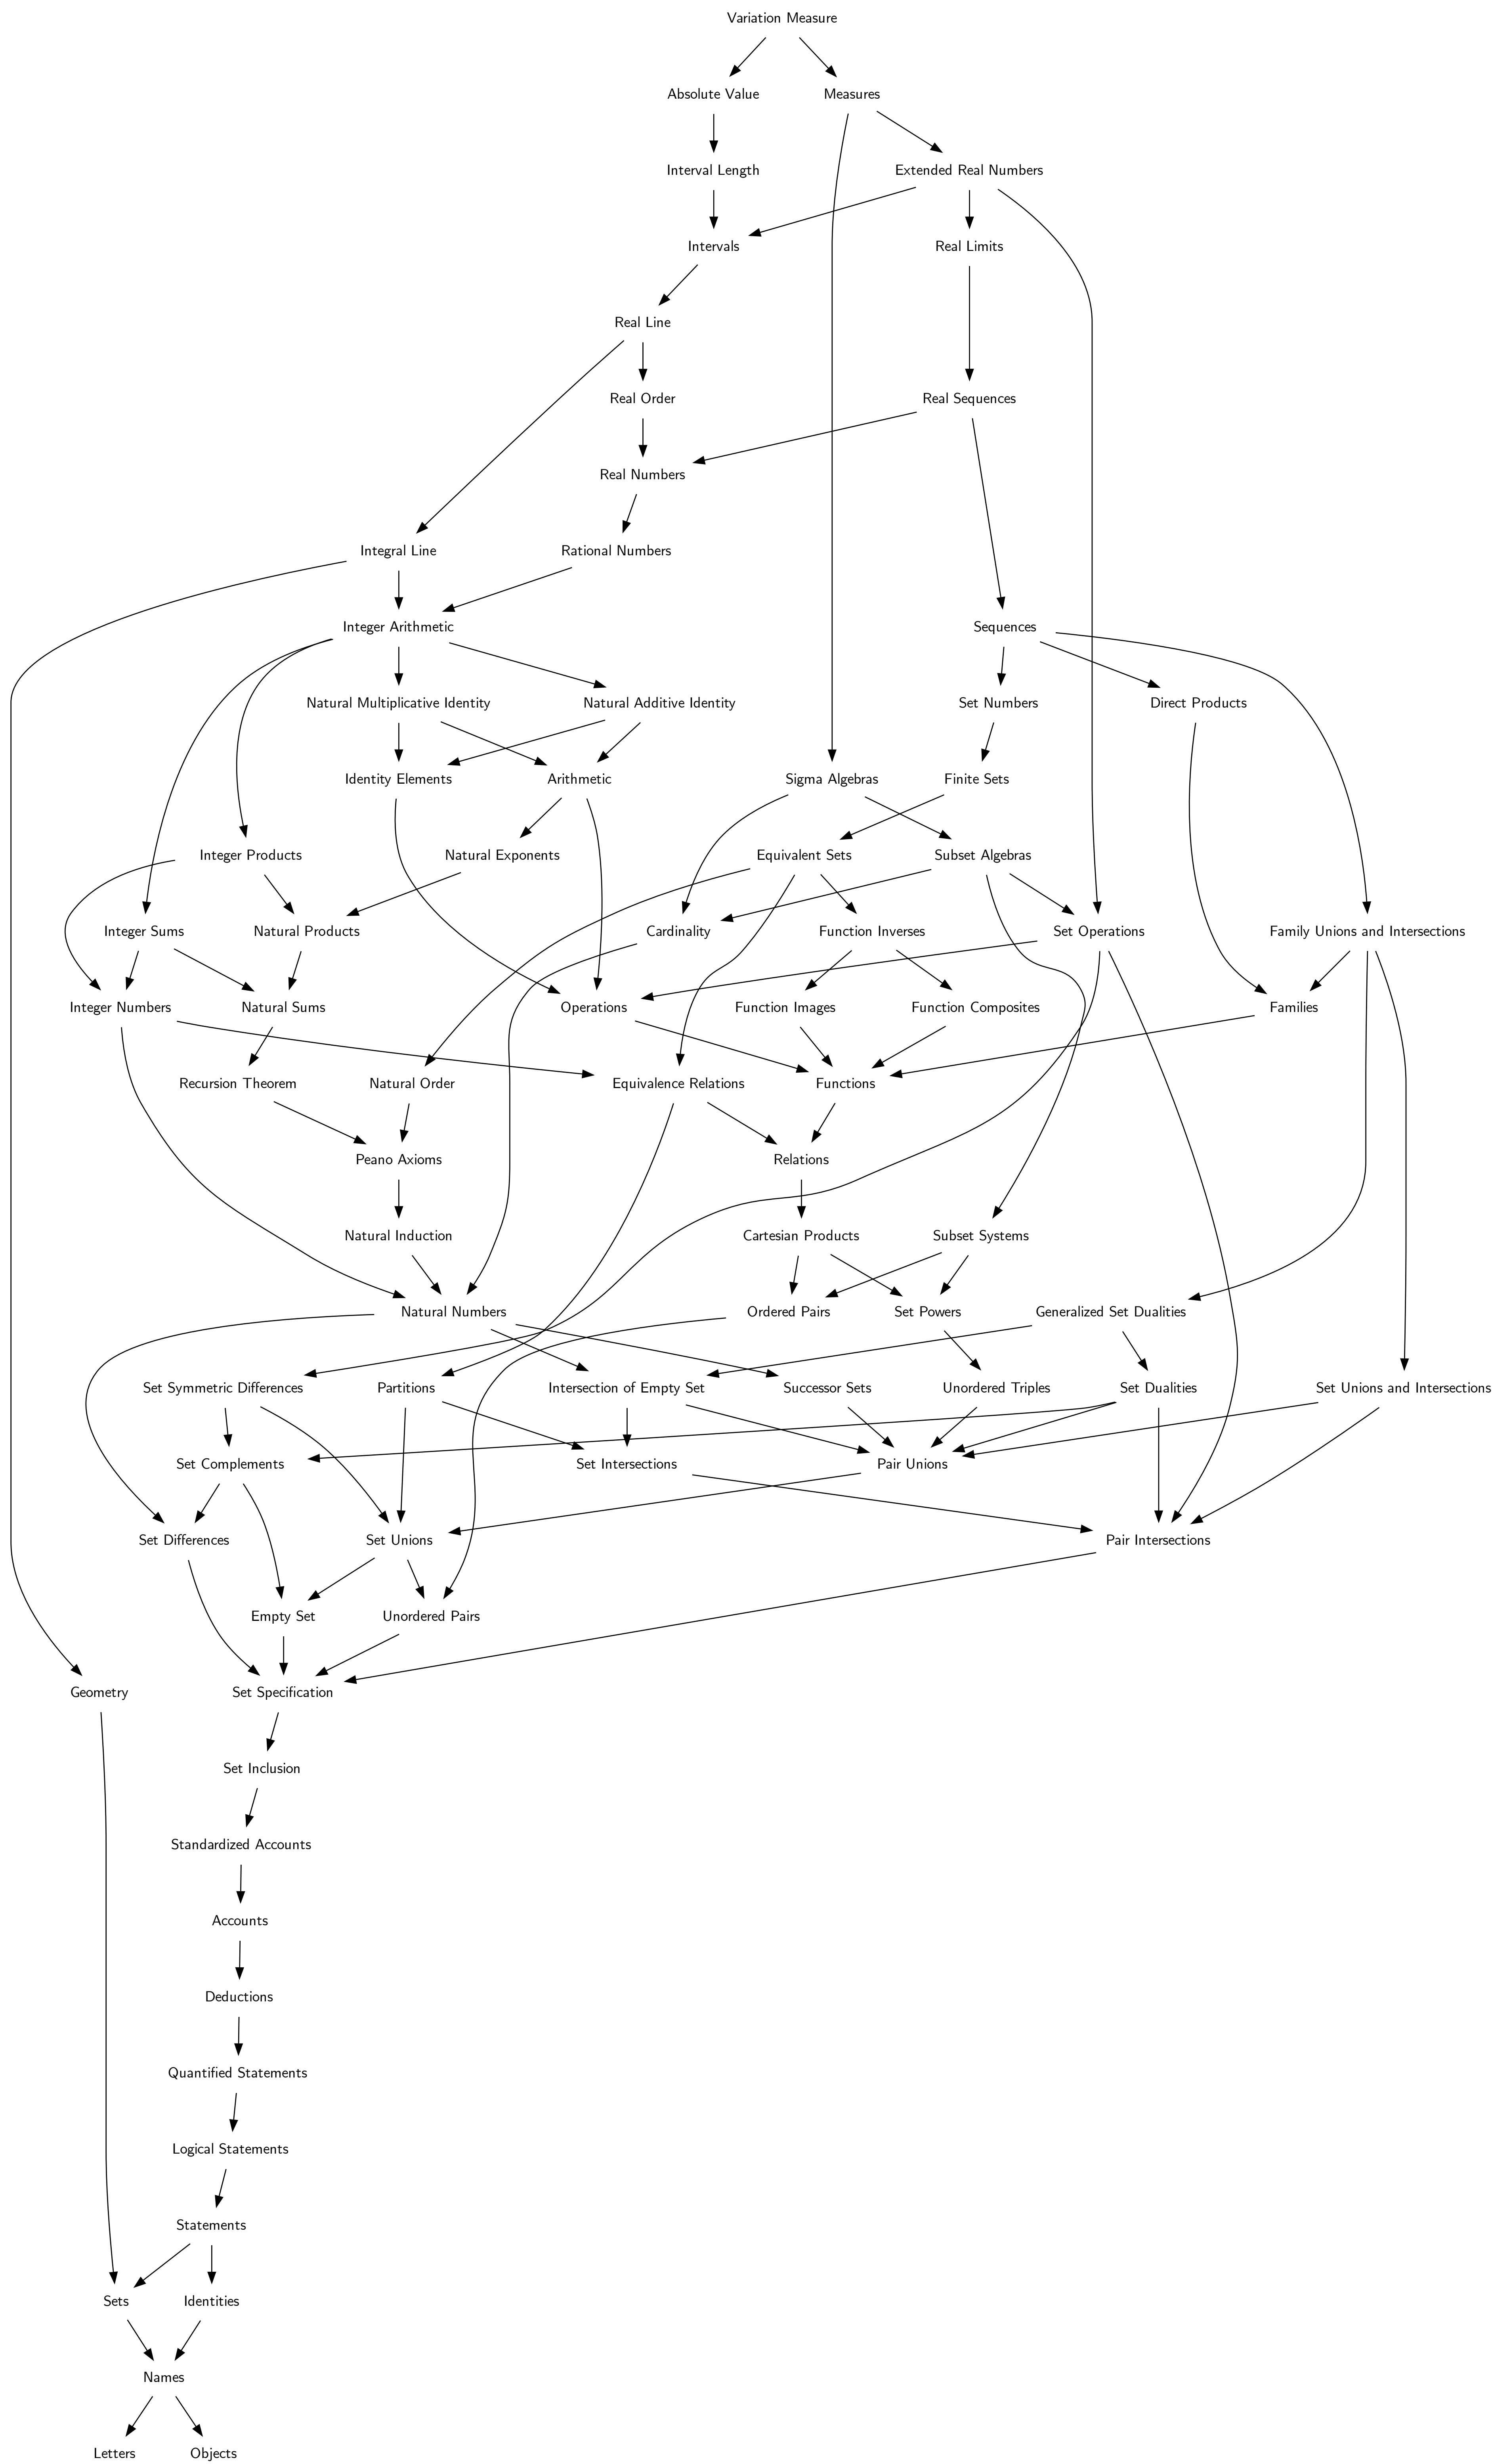 Variation Measure
Absolute Value
Measures
Interval Length
Extended Real Numbers
Intervals
Real Limits
Real Line
Real Order
Real Sequences
Real Numbers
Integral Line
Rational Numbers
Integer Arithmetic
Sequences
Natural Multiplicative Identity
Natural Additive Identity
Set Numbers
Direct Products
Identity Elements
Arithmetic
Sigma Algebras
Finite Sets
Integer Products
Natural Exponents
Equivalent Sets
Subset Algebras
Integer Sums
Natural Products
Cardinality
Function Inverses
Set Operations
Family Unions and Intersections
Integer Numbers
Natural Sums
Operations
Function Images
Function Composites
Families
Recursion Theorem
Natural Order
Equivalence Relations
Functions
Peano Axioms
Relations
Natural Induction
Cartesian Products
Subset Systems
Natural Numbers
Ordered Pairs
Set Powers
Generalized Set Dualities
Set Symmetric Differences
Partitions
Intersection of Empty Set
Successor Sets
Unordered Triples
Set Dualities
Set Unions and Intersections
Set Complements
Set Intersections
Pair Unions
Set Differences
Set Unions
Pair Intersections
Empty Set
Unordered Pairs
Geometry
Set Specification
Set Inclusion
Standardized Accounts
Accounts
Deductions
Quantified Statements
Logical Statements
Statements
Sets
Identities
Names
Letters
Objects